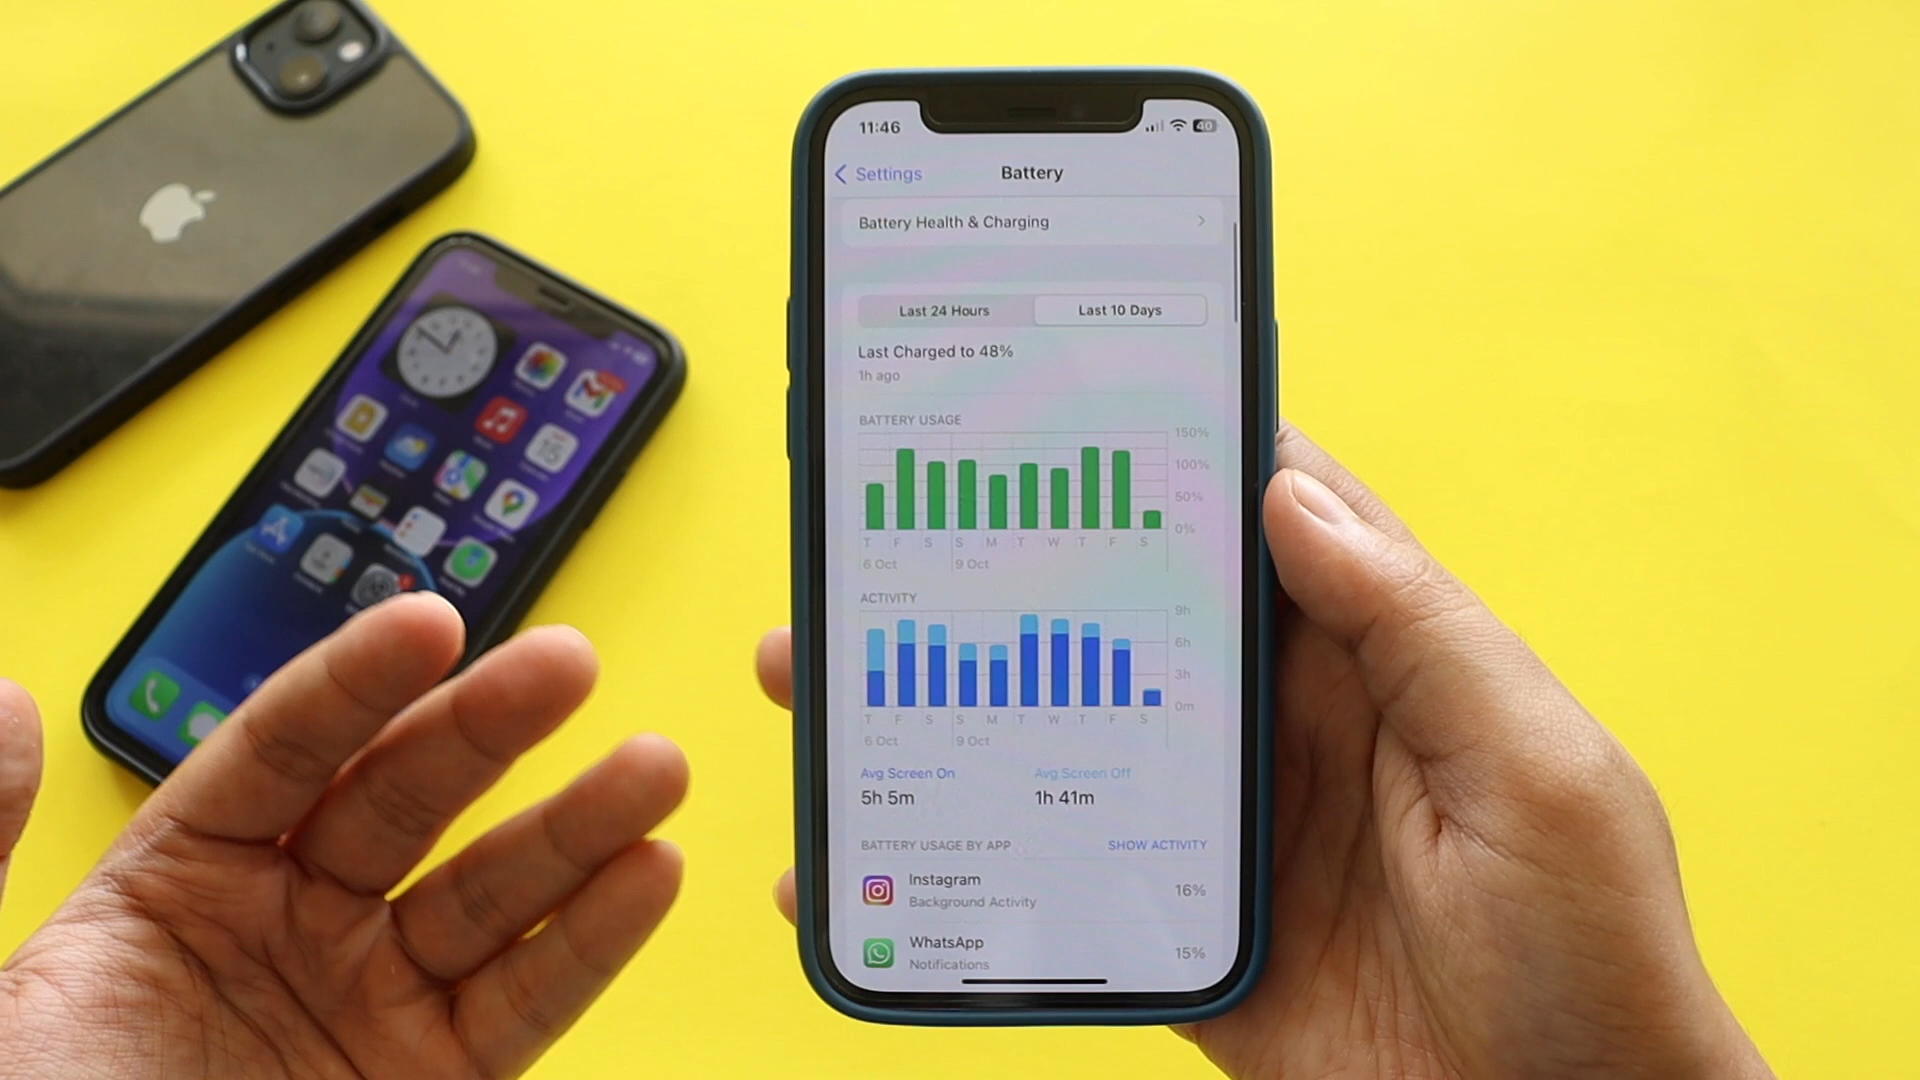 11:46
40
Settings
Battery
Battery Health & Charging
Last 24 Hours
Last 10 Days
Last Charged to 48%
1h ago
BATTERY USAGE
150%
100%
50%
0%
T F S S M T W T F S
6 Oct 9 Oct
ACTIVITY
9h
6h
3h
0m
T F S S M T W T F S
6 Oct 9 Oct
Avg Screen On Avg Screen Off
5h 5m 1h 41m
BATTERY USAGE BY APP SHOW ACTIVITY
Instagram
16%
Background Activity
WhatsApp
15%
Notifications
15